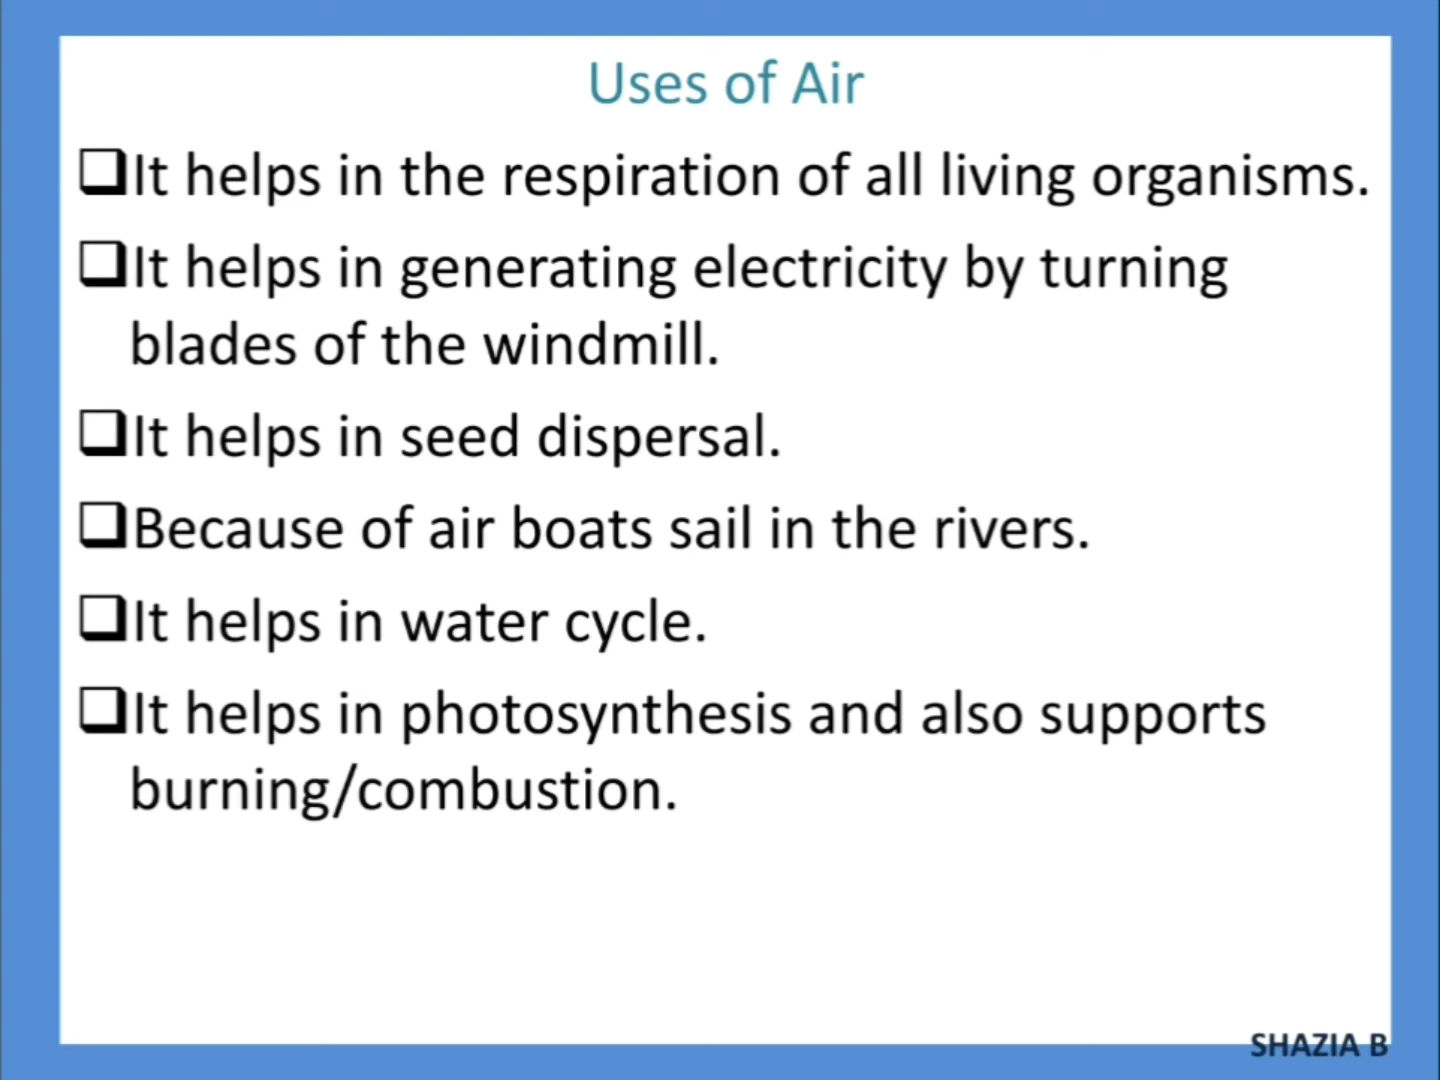 Uses of Air
❑It helps in the respiration of all living organisms.
❑It helps in generating electricity by turning
blades of the windmill.
❑It helps in seed dispersal.
❑Because of air boats sail in the rivers.
❑It helps in water cycle.
❑It helps in photosynthesis and also supports
burning/combustion.
SHAZIA B